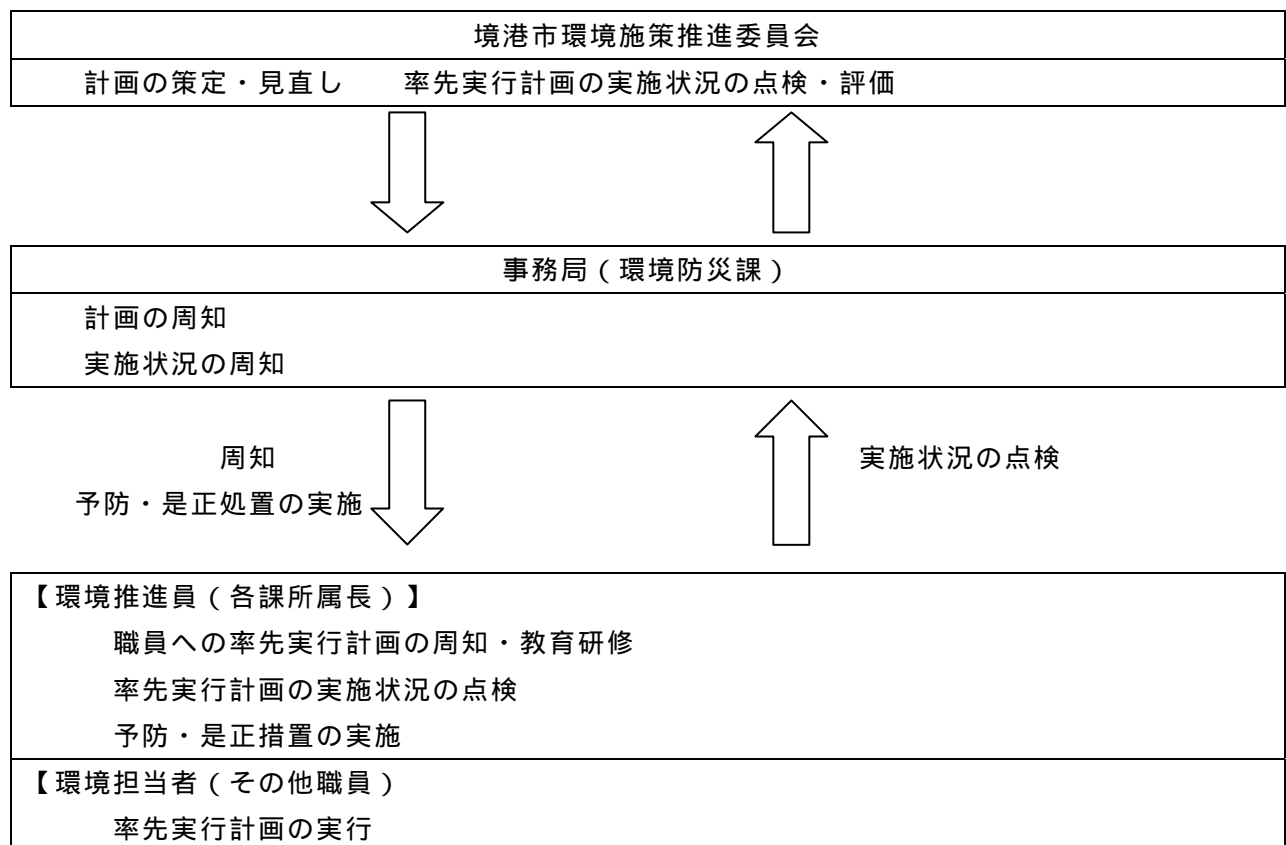 境港市環境施策推進委員会
計画の策定・見直し　　率先実行計画の実施状況の点検・評価
事務局（環境防災課）
計画の周知
実施状況の周知
周知
予防・是正処置の実施
実施状況の点検
【環境推進員（各課所属長）】
職員への率先実行計画の周知・教育研修
率先実行計画の実施状況の点検
予防・是正措置の実施
【環境担当者（その他職員）
率先実行計画の実行